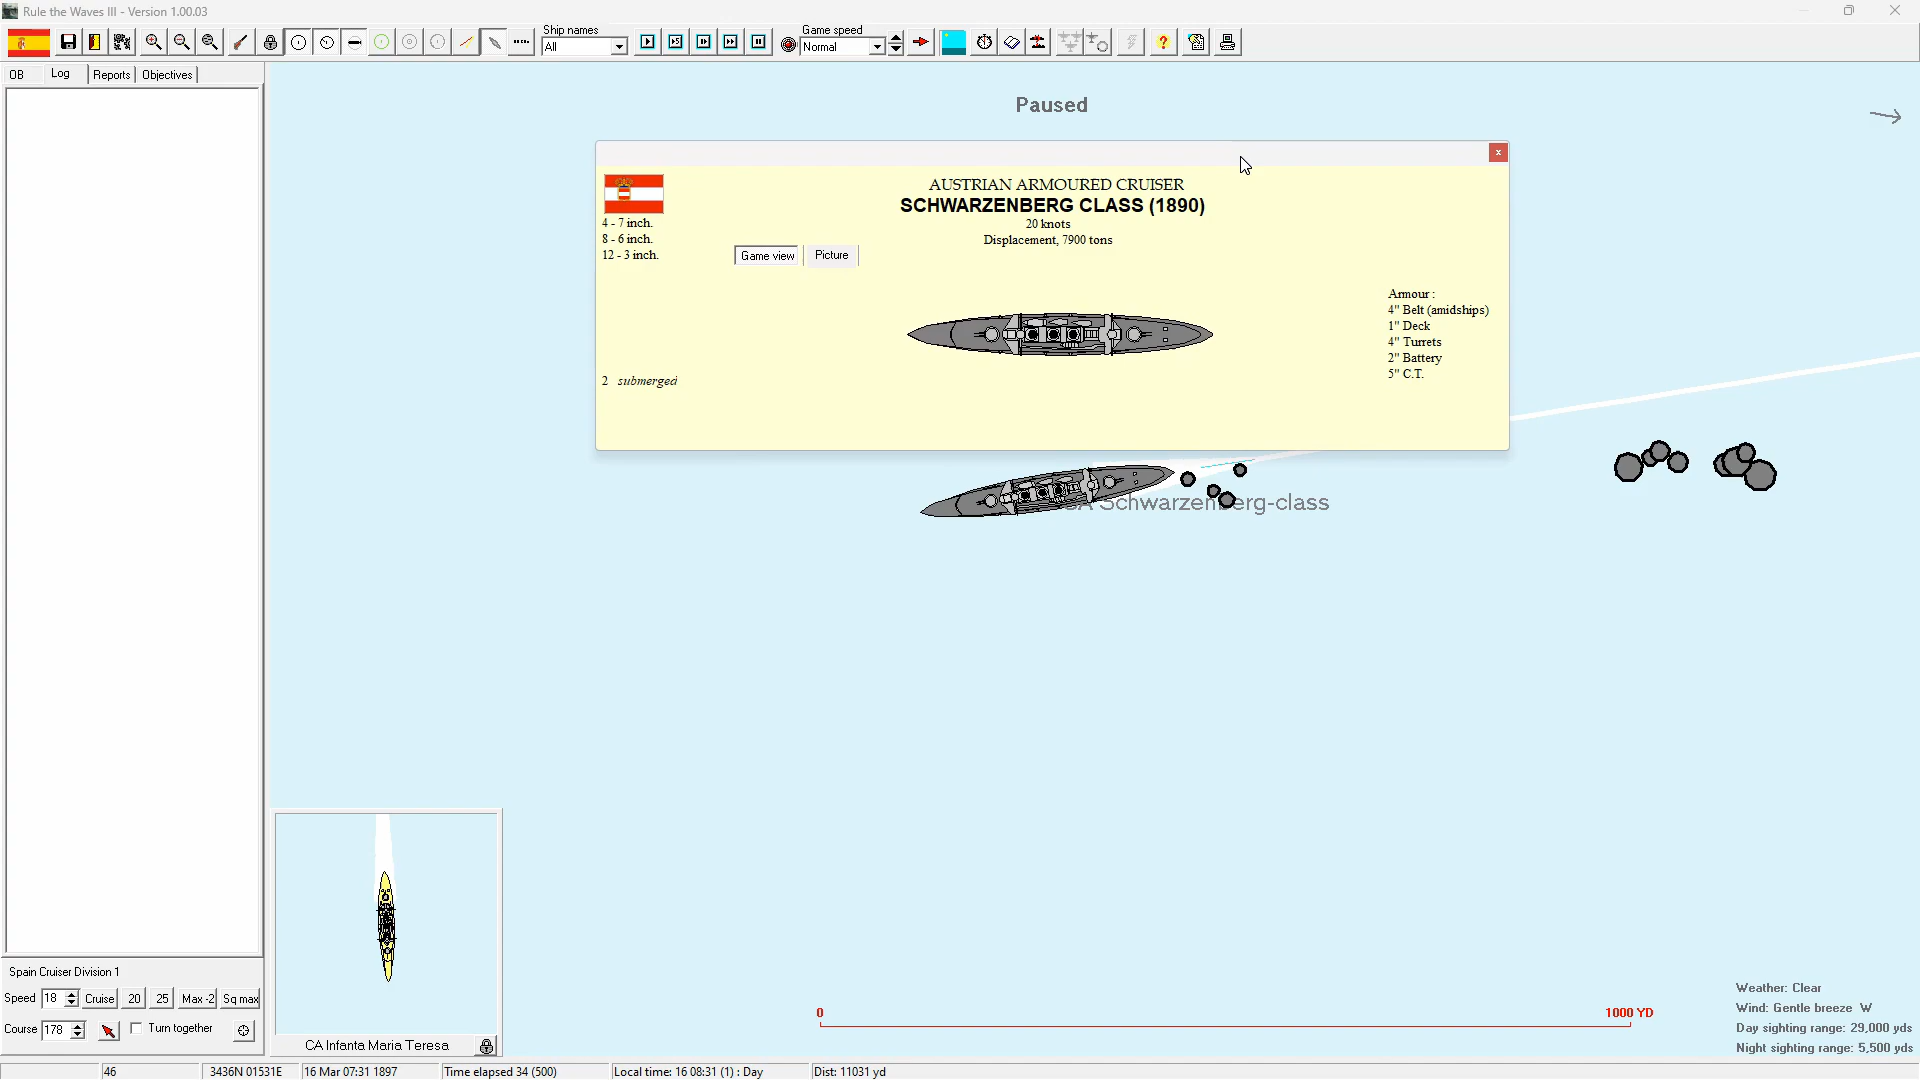 Rule the Waves III - Version 1.00.03
Ship names
All
Game speed
Normal
OB
Log
Reports
Objectives
Paused
AUSTRIAN ARMOURED CRUISER
SCHWARZENBERG CLASS (1890)
20 knots
Displacement, 7900 tons
4 - 7 inch.
8 - 6 inch.
12 - 3 inch.
Game view
Picture
Armour :
4" Belt (amidships)
1" Deck
4" Turrets
2" Battery
5" C.T.
2 submerged
CA Schwarzenberg-class
Spain Cruiser Division 1
Speed 18 Cruise 20 25 Max -2 Sq max
Course 178 Turn together
CA Infanta Maria Teresa
0
1000 YD
Weather: Clear
Wind: Gentle breeze W
Day sighting range: 29,000 yds
Night sighting range: 5,500 yds
46
3436N 01531E
16 Mar 07:31 1897
Time elapsed 34 (500)
Local time: 16 08:31 (1) : Day
Dist: 11031 yd